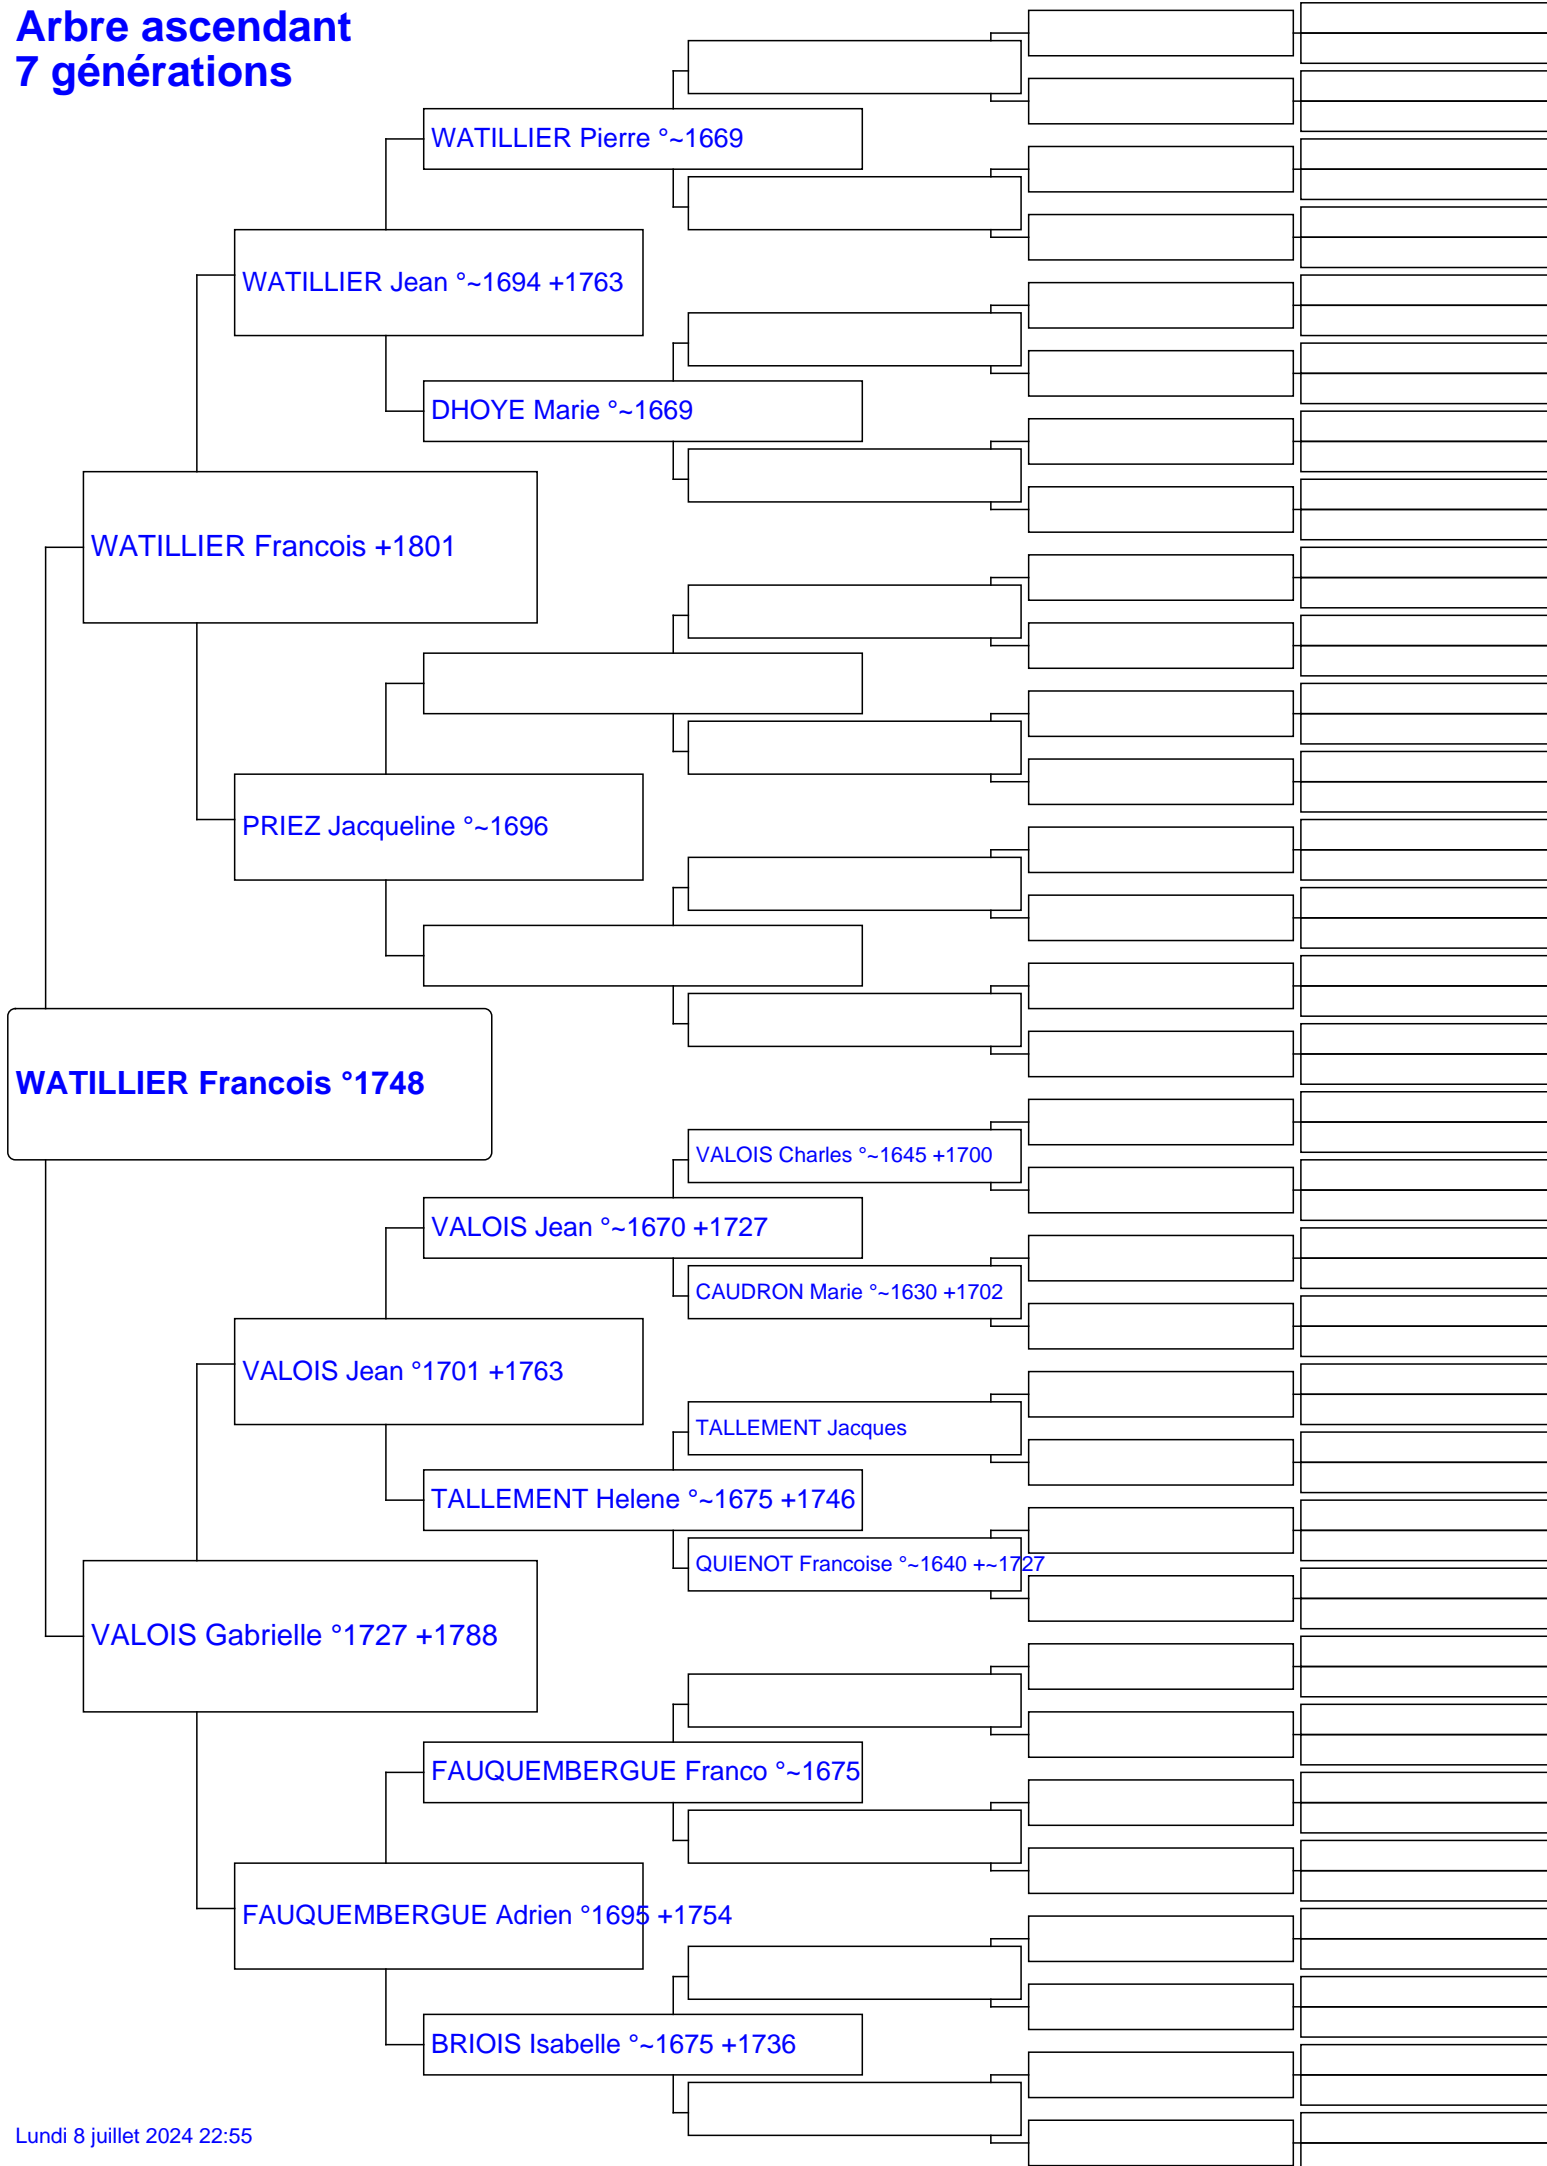 Arbre ascendant
7 générations
WATILLIER Pierre °~1669
WATILLIER Jean °~1694 +1763
DHOYE Marie °~1669
WATILLIER Francois +1801
PRIEZ Jacqueline °~1696
WATILLIER Francois °1748
VALOIS Charles °~1645 +1700
VALOIS Jean °~1670 +1727
CAUDRON Marie °~1630 +1702
VALOIS Jean °1701 +1763
TALLEMENT Jacques
TALLEMENT Helene °~1675 +1746
QUIENOT Francoise °~1640 +~1727
VALOIS Gabrielle °1727 +1788
FAUQUEMBERGUE Franco °~1675
FAUQUEMBERGUE Adrien °1695 +1754
BRIOIS Isabelle °~1675 +1736
Lundi 8 juillet 2024 22:55